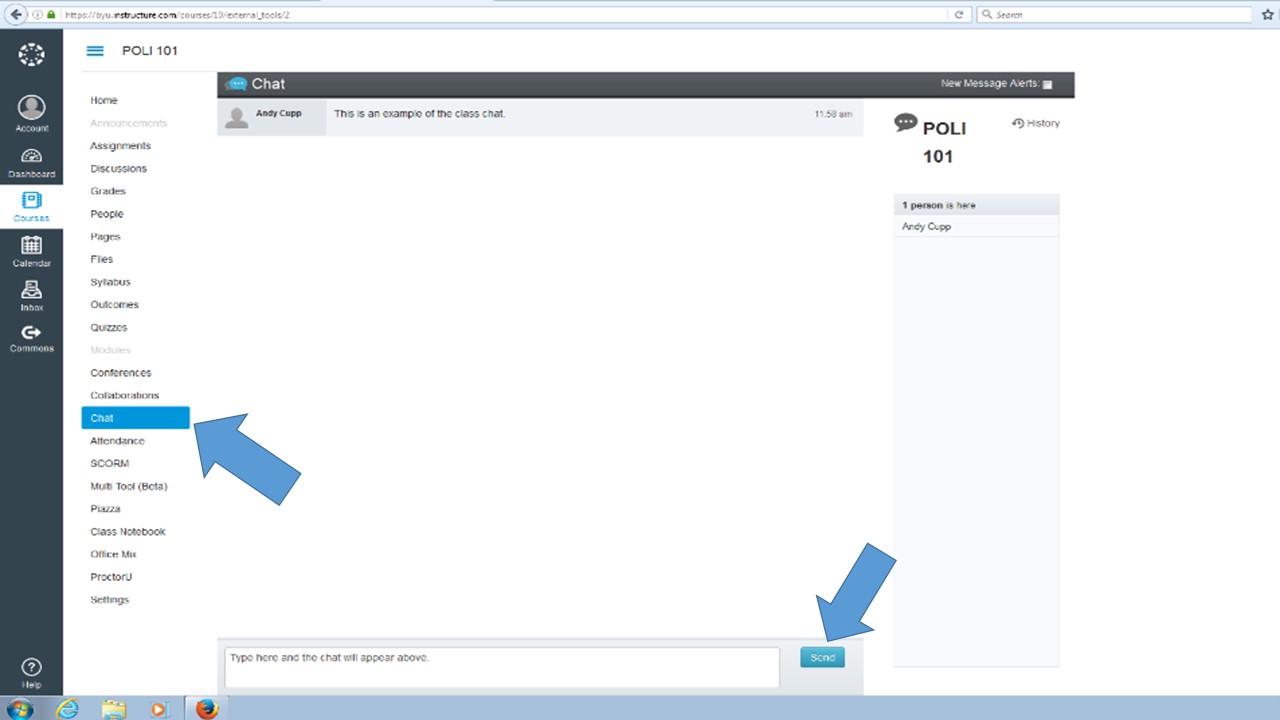 https://byu.instructure.com/courses/10/external_tools/2
Search
POLI 101
Account
Dashboard
Courses
Calendar
Inbox
Commons
Help
Home
Announcements
Assignments
Discussions
Grades
People
Pages
Files
Syllabus
Outcomes
Quizzes
Modules
Conferences
Collaborations
Chat
Attendance
SCORM
Multi Tool (Beta)
Piazza
Class Notebook
Office Mix
ProctorU
Settings
Chat
New Message Alerts:
Andy Cupp
This is an example of the class chat.
11:58 am
POLI
101
History
1 person is here
Andy Cupp
Type here and the chat will appear above.
Send